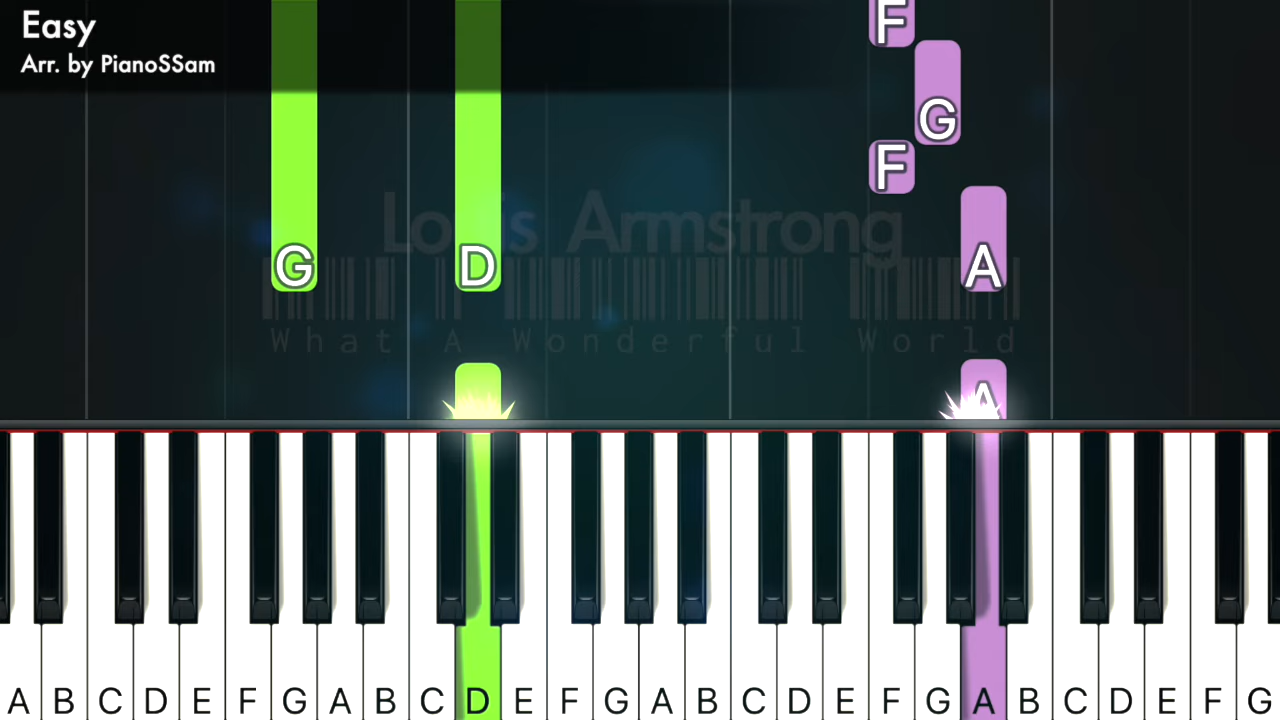 Easy
Arr. by PianoSSam
F
G
F
Louis Armstrong
G D A
What A Wonderful World
A
A B C D E F G A B C D E F G A B C D E F G A B C D E F G